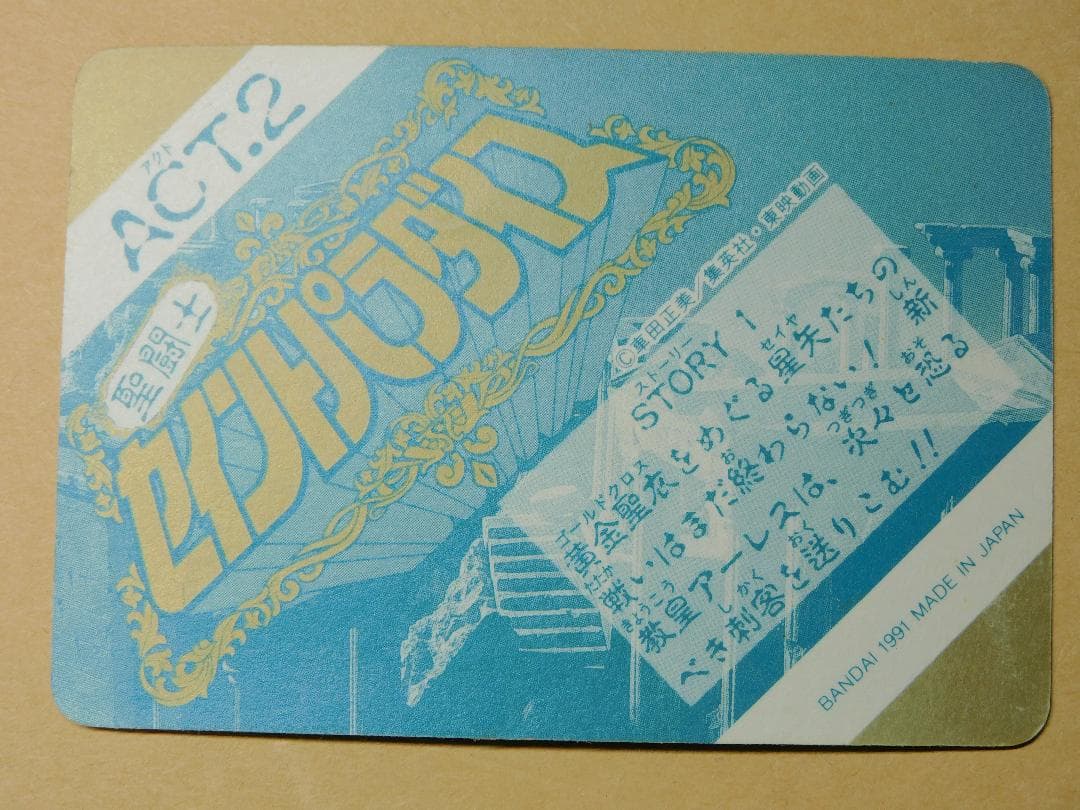 アクト
ACT.2
聖闘士
セイントパラダイス
©車田正美/集英社・東映動画
ストーリー
STORY 1
ゴールドクロス セイヤ しん
黄金聖衣をめぐる星矢たちの新
たたか お
戦いはまだ終わらない!
きょうこう つぎつぎ おそ
教皇アーレスは、次々と恐る
しかく おく
べき刺客を送りこむ!!
BANDAI 1991 MADE IN JAPAN